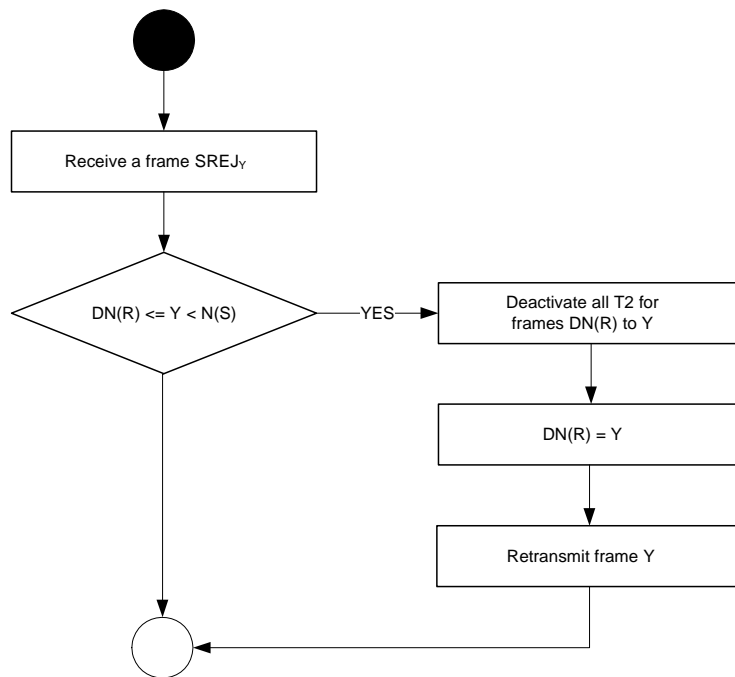 Receive a frame SREJY
DN(R) <= Y < N(S)
YES
Deactivate all T2 for
frames DN(R) to Y
DN(R) = Y
Retransmit frame Y